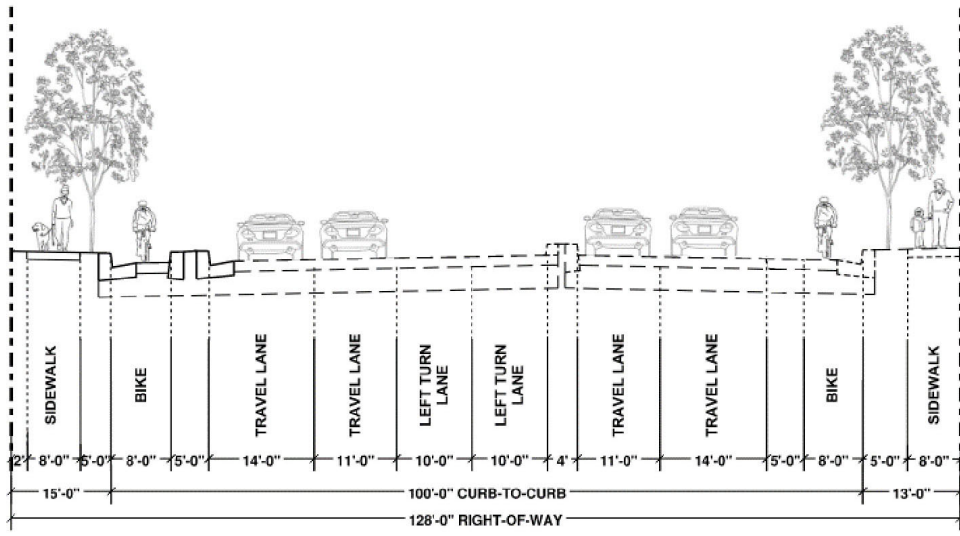 SIDEWALK
BIKE
TRAVEL LANE
TRAVEL LANE
LEFT TURN
LANE
LEFT TURN
LANE
TRAVEL LANE
TRAVEL LANE
BIKE
SIDEWALK
2' 8'-0" 5'-0" 8'-0" 5'-0" 14'-0" 11'-0" 10'-0" 10'-0" 4' 11'-0" 14'-0" 5'-0" 8'-0" 5'-0" 8'-0"
15'-0" 100'-0" CURB-TO-CURB 13'-0"
128'-0" RIGHT-OF-WAY